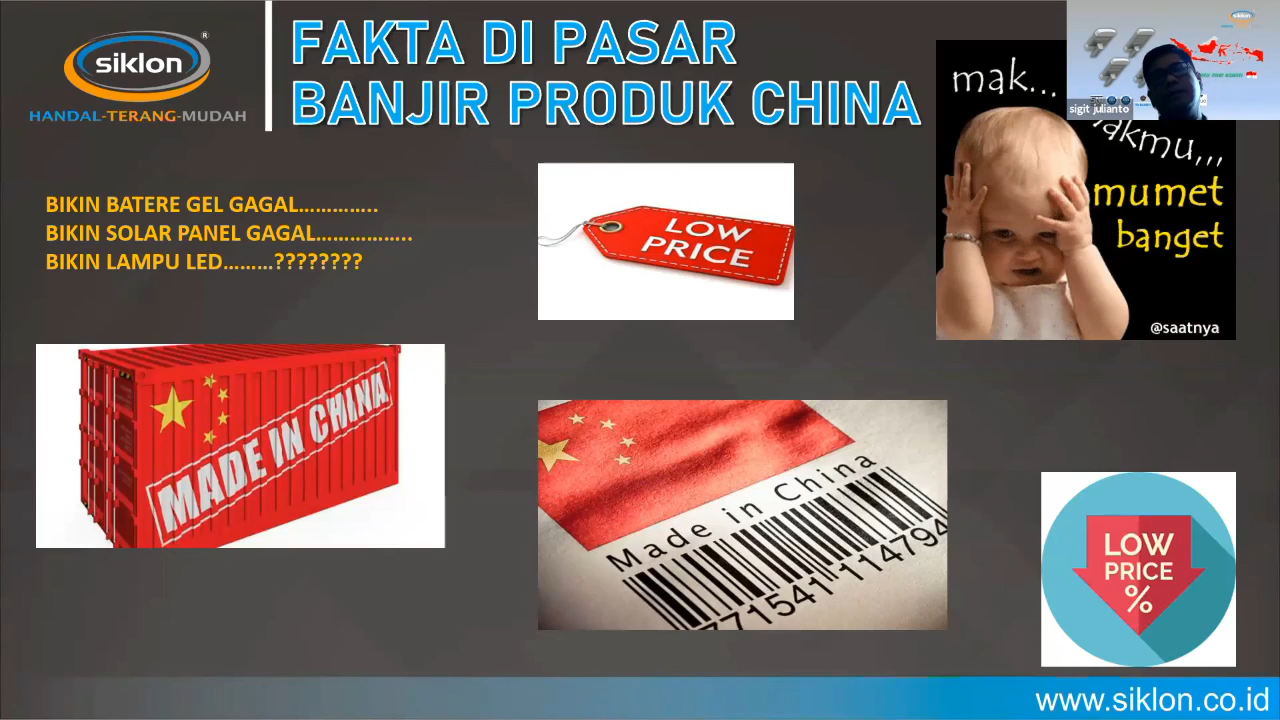 siklon
®
HANDAL-TERANG-MUDAH
FAKTA DI PASAR
BANJIR PRODUK CHINA
sigit julianto
mak...
makmu,,,
mumet
banget
@saatnya
BIKIN BATERE GEL GAGAL…………..
BIKIN SOLAR PANEL GAGAL……………..
BIKIN LAMPU LED………????????
LOW
PRICE
MADE IN CHINA
Made in China
771541 114794
LOW
PRICE
%
www.siklon.co.id